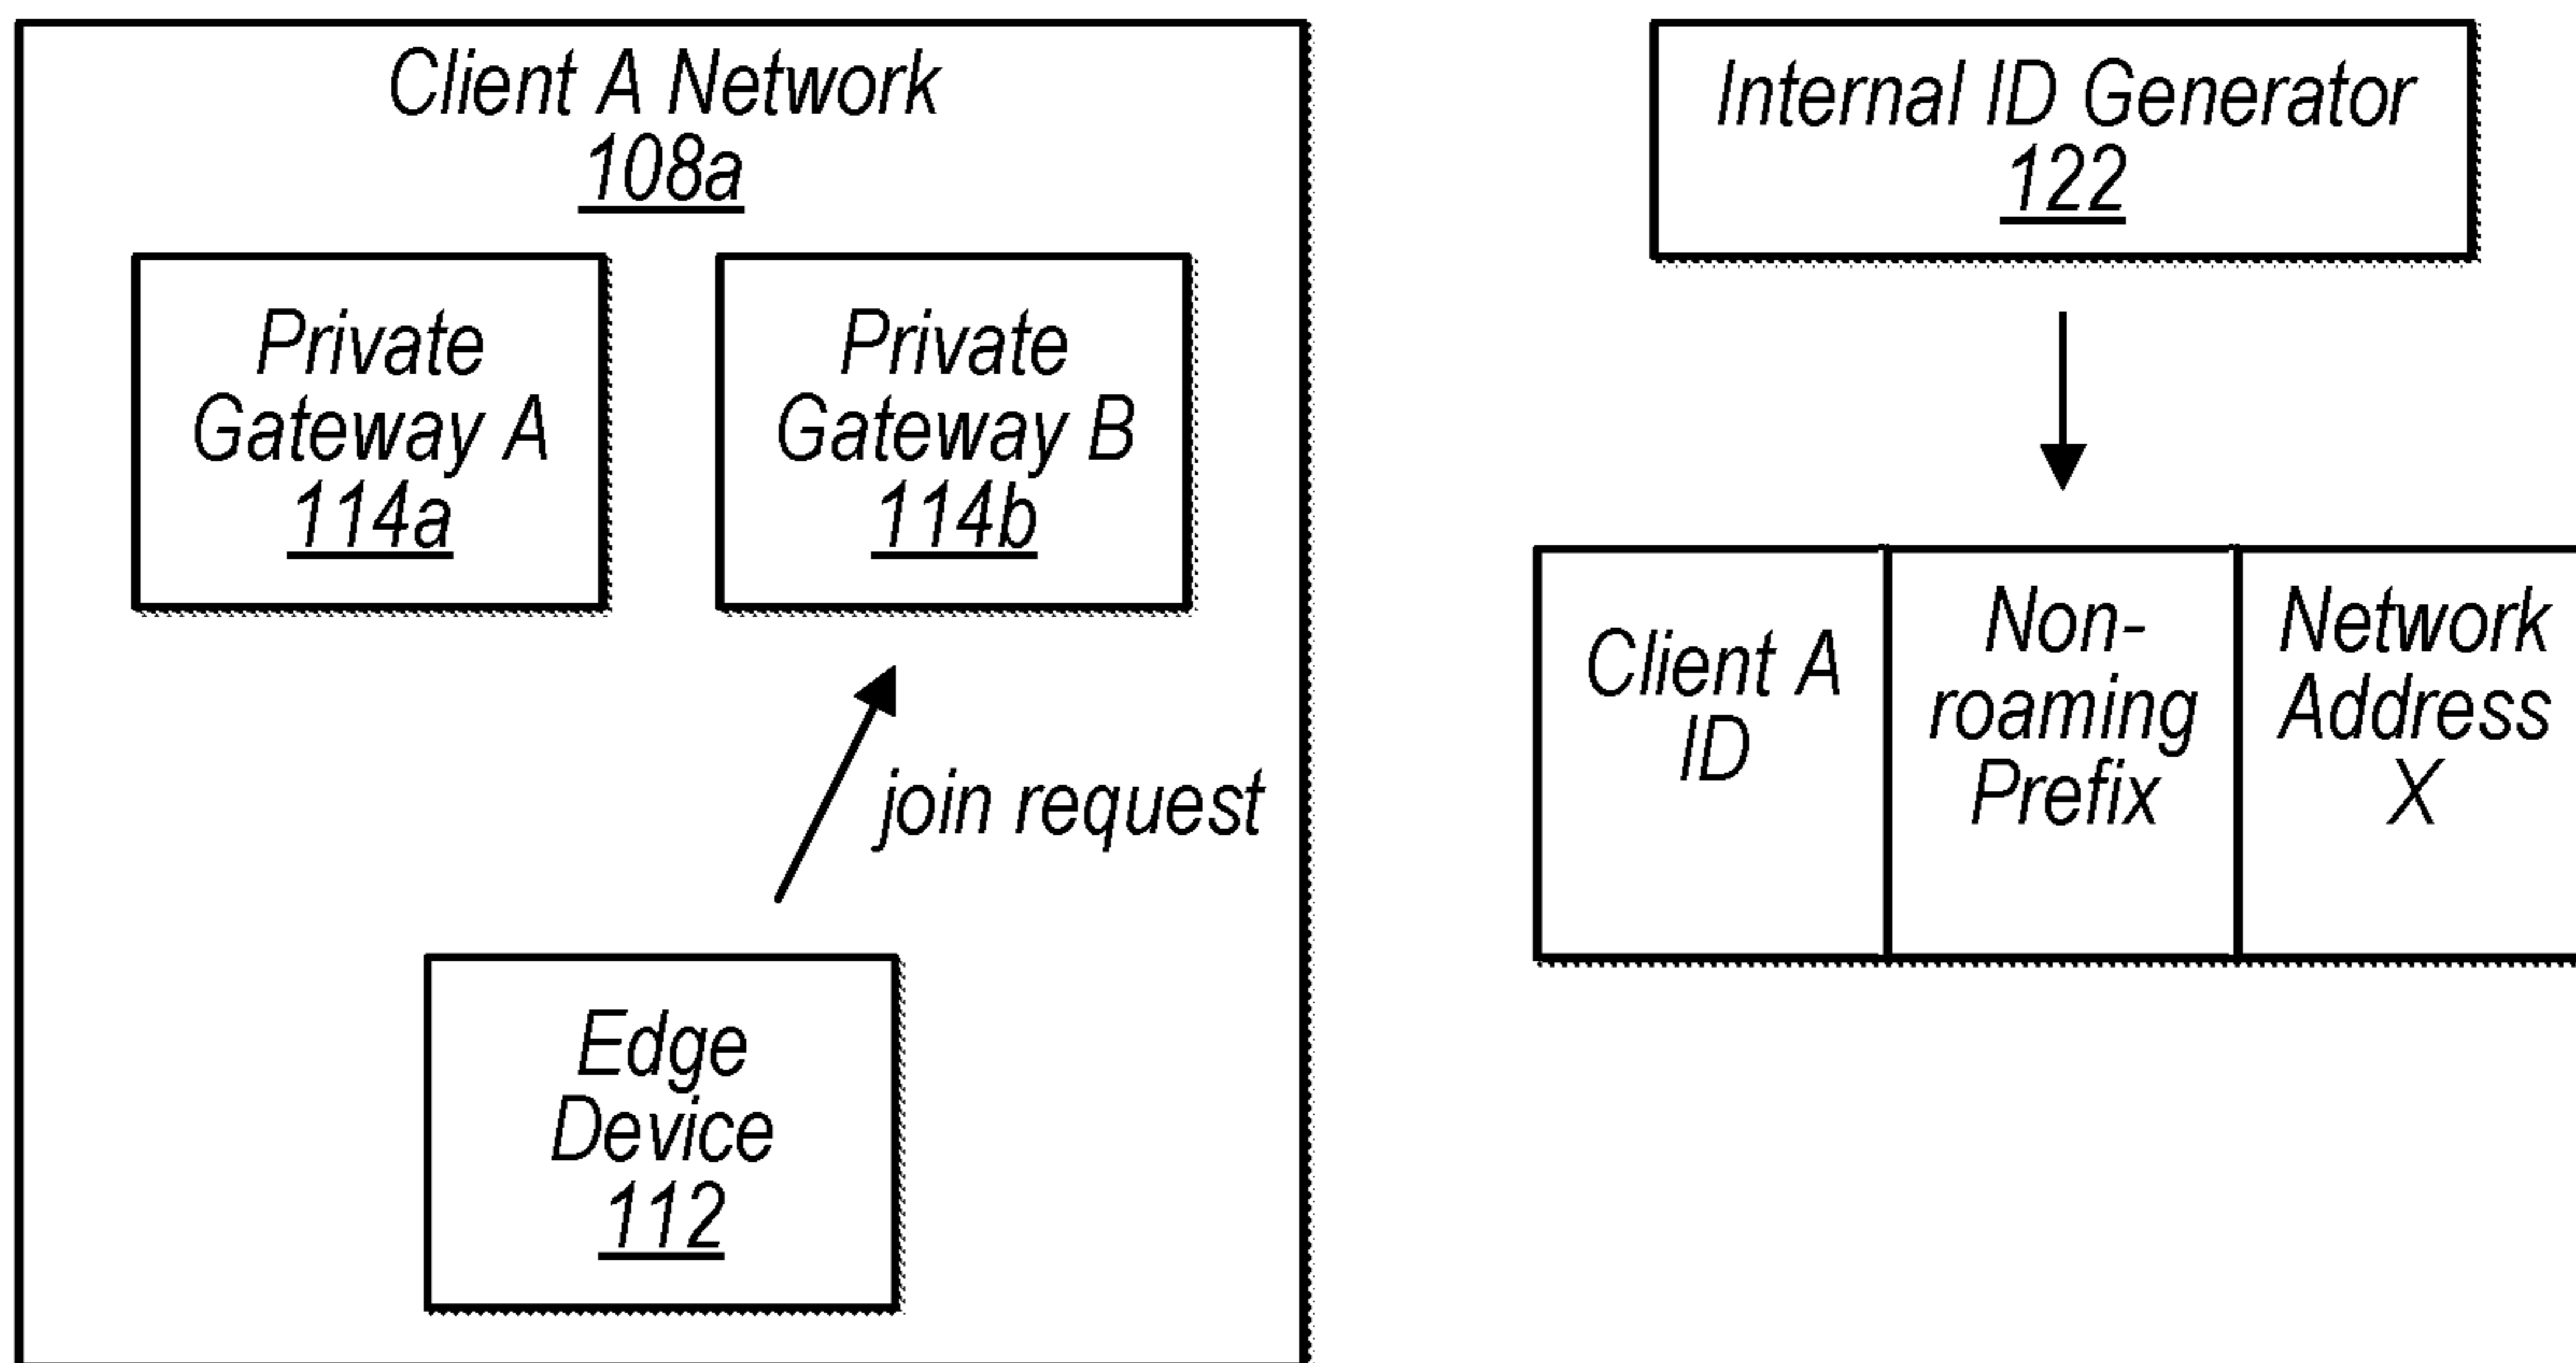 Client A Network
108a
Private
Gateway A
114a
Private
Gateway B
114b
join request
Edge
Device
112
Internal ID Generator
122
Client A
ID
Non-
roaming
Prefix
Network
Address
X